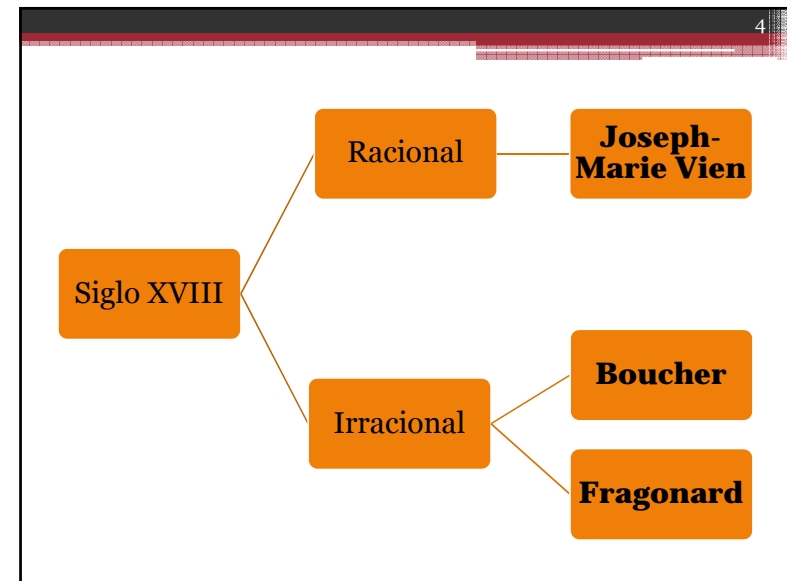 4
Siglo XVIII
Racional
Joseph-
Marie Vien
Irracional
Boucher
Fragonard